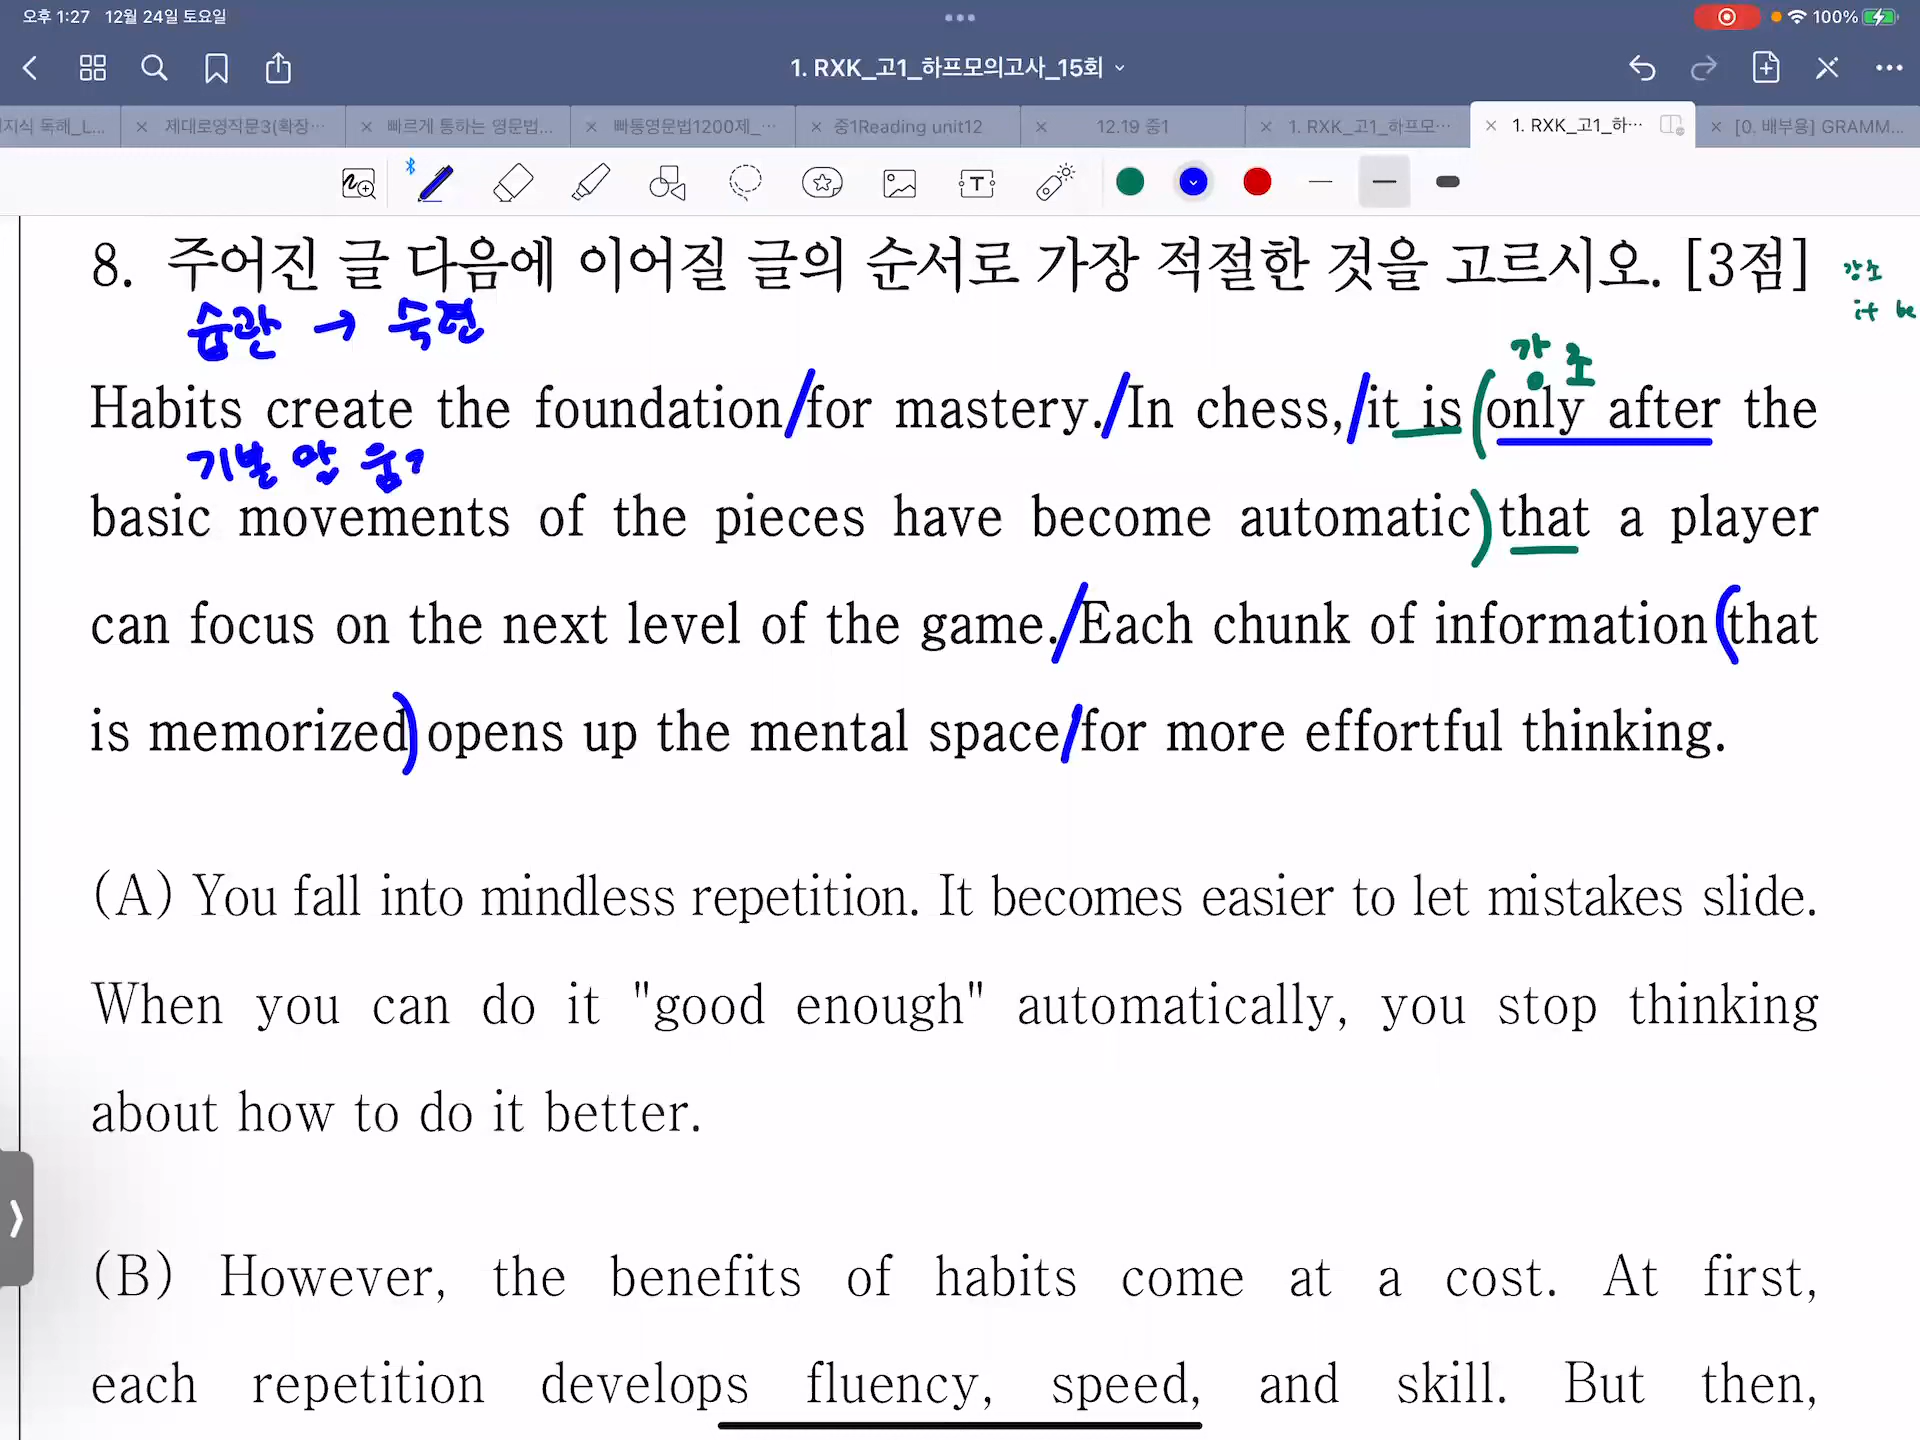 오후 1:27 12월 24일 토요일
100%
1. RXK_고1_하프모의고사_15회
지식 독해_L...
제대로영작문3(확장...
빠르게 통하는 영문법...
빠통영문법1200제_...
중1Reading unit12
12.19 중1
1. RXK_고1_하프모...
1. RXK_고1_하...
[0. 배부용] GRAMM...
8. 주어진 글 다음에 이어질 글의 순서로 가장 적절한 것을 고르시오. [3점]
강조
it be
습관 → 숙련
강조
Habits create the foundation/for mastery./In chess,/it is(only after the
기본 말 움
basic movements of the pieces have become automatic)that a player
can focus on the next level of the game./Each chunk of information(that
is memorized)opens up the mental space/for more effortful thinking.
(A) You fall into mindless repetition. It becomes easier to let mistakes slide.
When you can do it "good enough" automatically, you stop thinking
about how to do it better.
(B) However, the benefits of habits come at a cost. At first,
each repetition develops fluency, speed, and skill. But then,